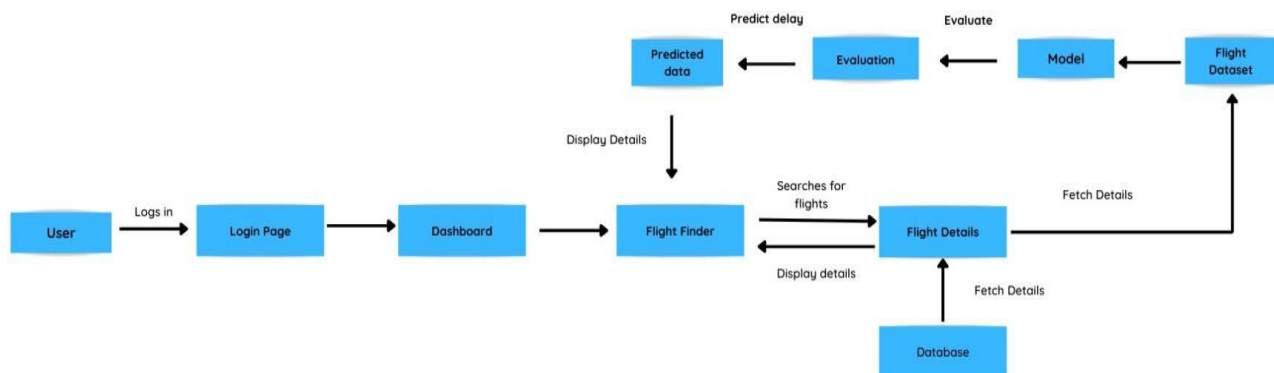 Predict delay
Evaluate
Predicted
data
Evaluation
Model
Flight
Dataset
Display Details
Searches for
flights
Fetch Details
Logs in
User
Login Page
Dashboard
Flight Finder
Flight Details
Display details
Fetch Details
Database